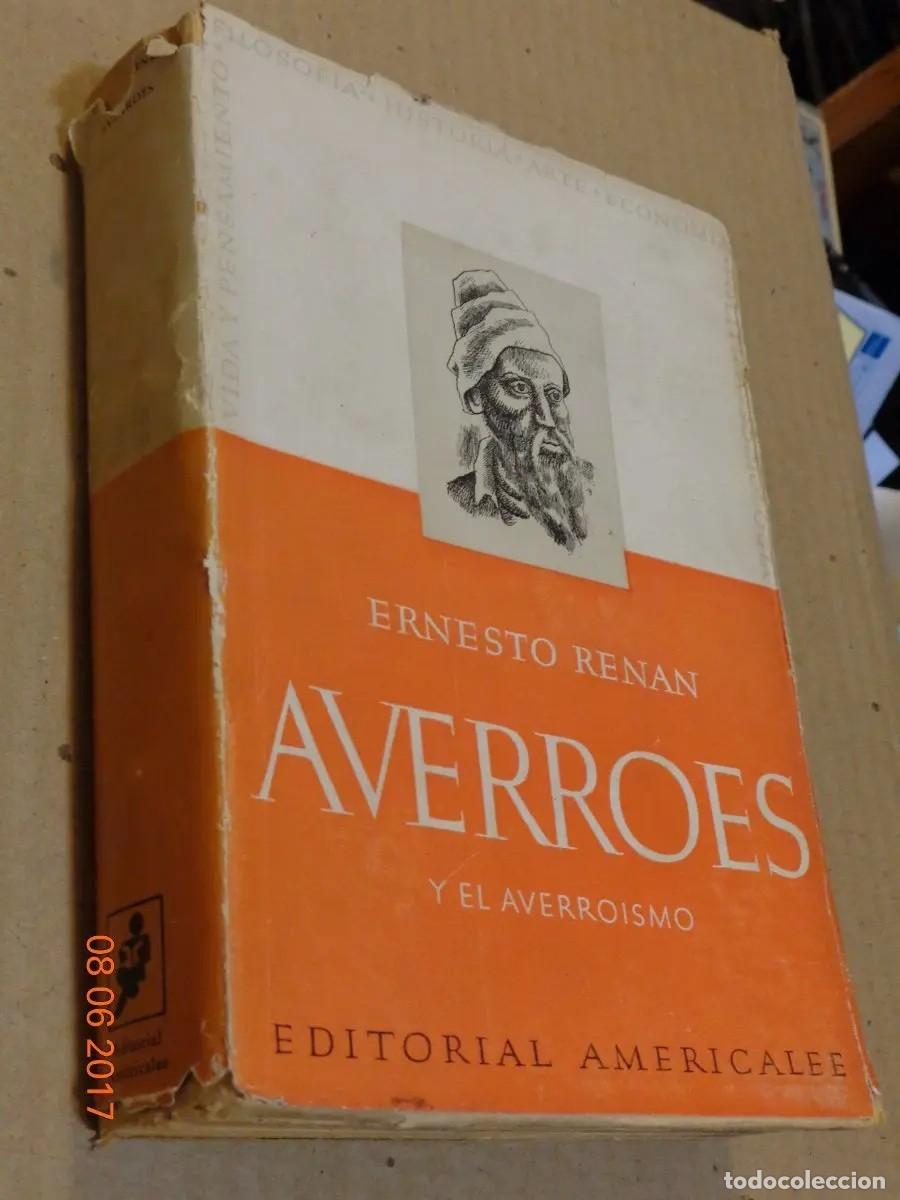 FILOSOFIA • HISTORIA • ARTE • ECONOMIA
VIDA Y PENSAMIENTO •
ERNESTO RENAN
AVERROES
Y EL AVERROISMO
EDITORIAL AMERICALEE
08 06 2017
todocoleccion